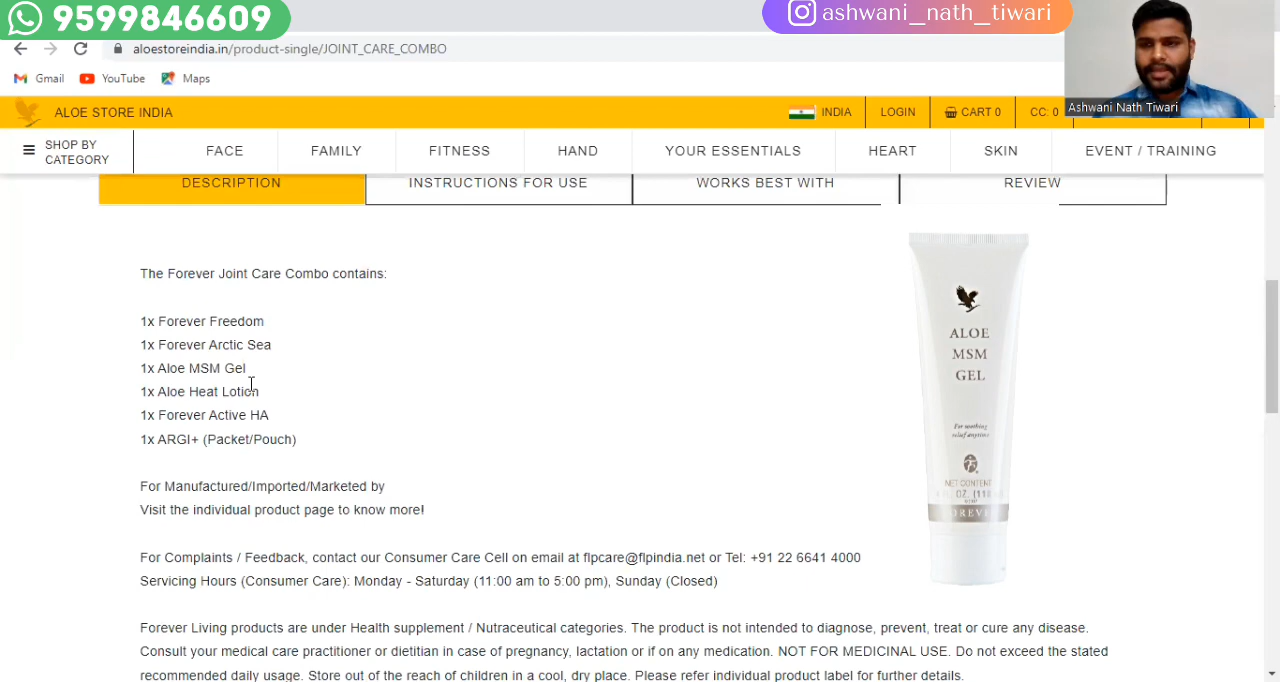 9599846609
ashwani_nath_tiwari
aloestoreindia.in/product-single/JOINT_CARE_COMBO
Gmail YouTube Maps
Ashwani Nath Tiwari
ALOE STORE INDIA INDIA LOGIN CART 0 CC: 0
SHOP BY
CATEGORY
FACE FAMILY FITNESS HAND YOUR ESSENTIALS HEART SKIN EVENT / TRAINING
DESCRIPTION INSTRUCTIONS FOR USE WORKS BEST WITH REVIEW
The Forever Joint Care Combo contains:
1x Forever Freedom
1x Forever Arctic Sea
1x Aloe MSM Gel
1x Aloe Heat Lotion
1x Forever Active HA
1x ARGI+ (Packet/Pouch)
For Manufactured/Imported/Marketed by
Visit the individual product page to know more!
For Complaints / Feedback, contact our Consumer Care Cell on email at flpcare@flpindia.net or Tel: +91 22 6641 4000
Servicing Hours (Consumer Care): Monday - Saturday (11:00 am to 5:00 pm), Sunday (Closed)
Forever Living products are under Health supplement / Nutraceutical categories. The product is not intended to diagnose, prevent, treat or cure any disease.
Consult your medical care practitioner or dietitian in case of pregnancy, lactation or if on any medication. NOT FOR MEDICINAL USE. Do not exceed the stated
recommended daily usage. Store out of the reach of children in a cool, dry place. Please refer individual product label for further details.
ALOE
MSM
GEL
For soothing
relief anytime
NET CONTENT
FOREVER